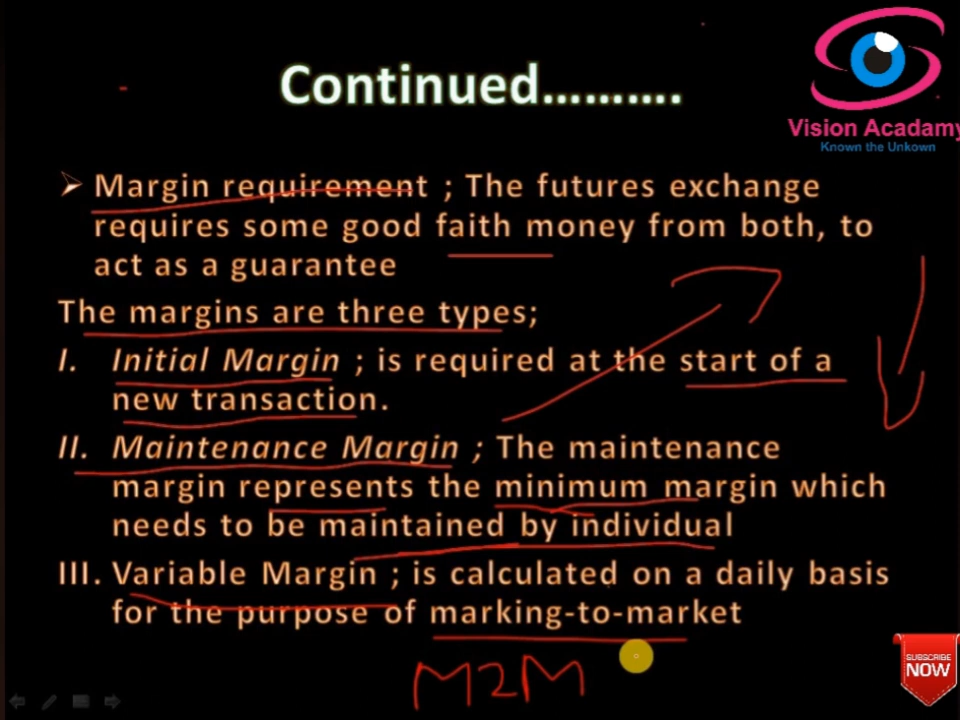 Continued……….
Vision Acadamy
Known the Unkown
Margin requirement ; The futures exchange
requires some good faith money from both, to
act as a guarantee
The margins are three types;
I. Initial Margin ; is required at the start of a
new transaction.
II. Maintenance Margin ; The maintenance
margin represents the minimum margin which
needs to be maintained by individual
III. Variable Margin ; is calculated on a daily basis
for the purpose of marking-to-market
M2M
SUBSCRIBE
NOW